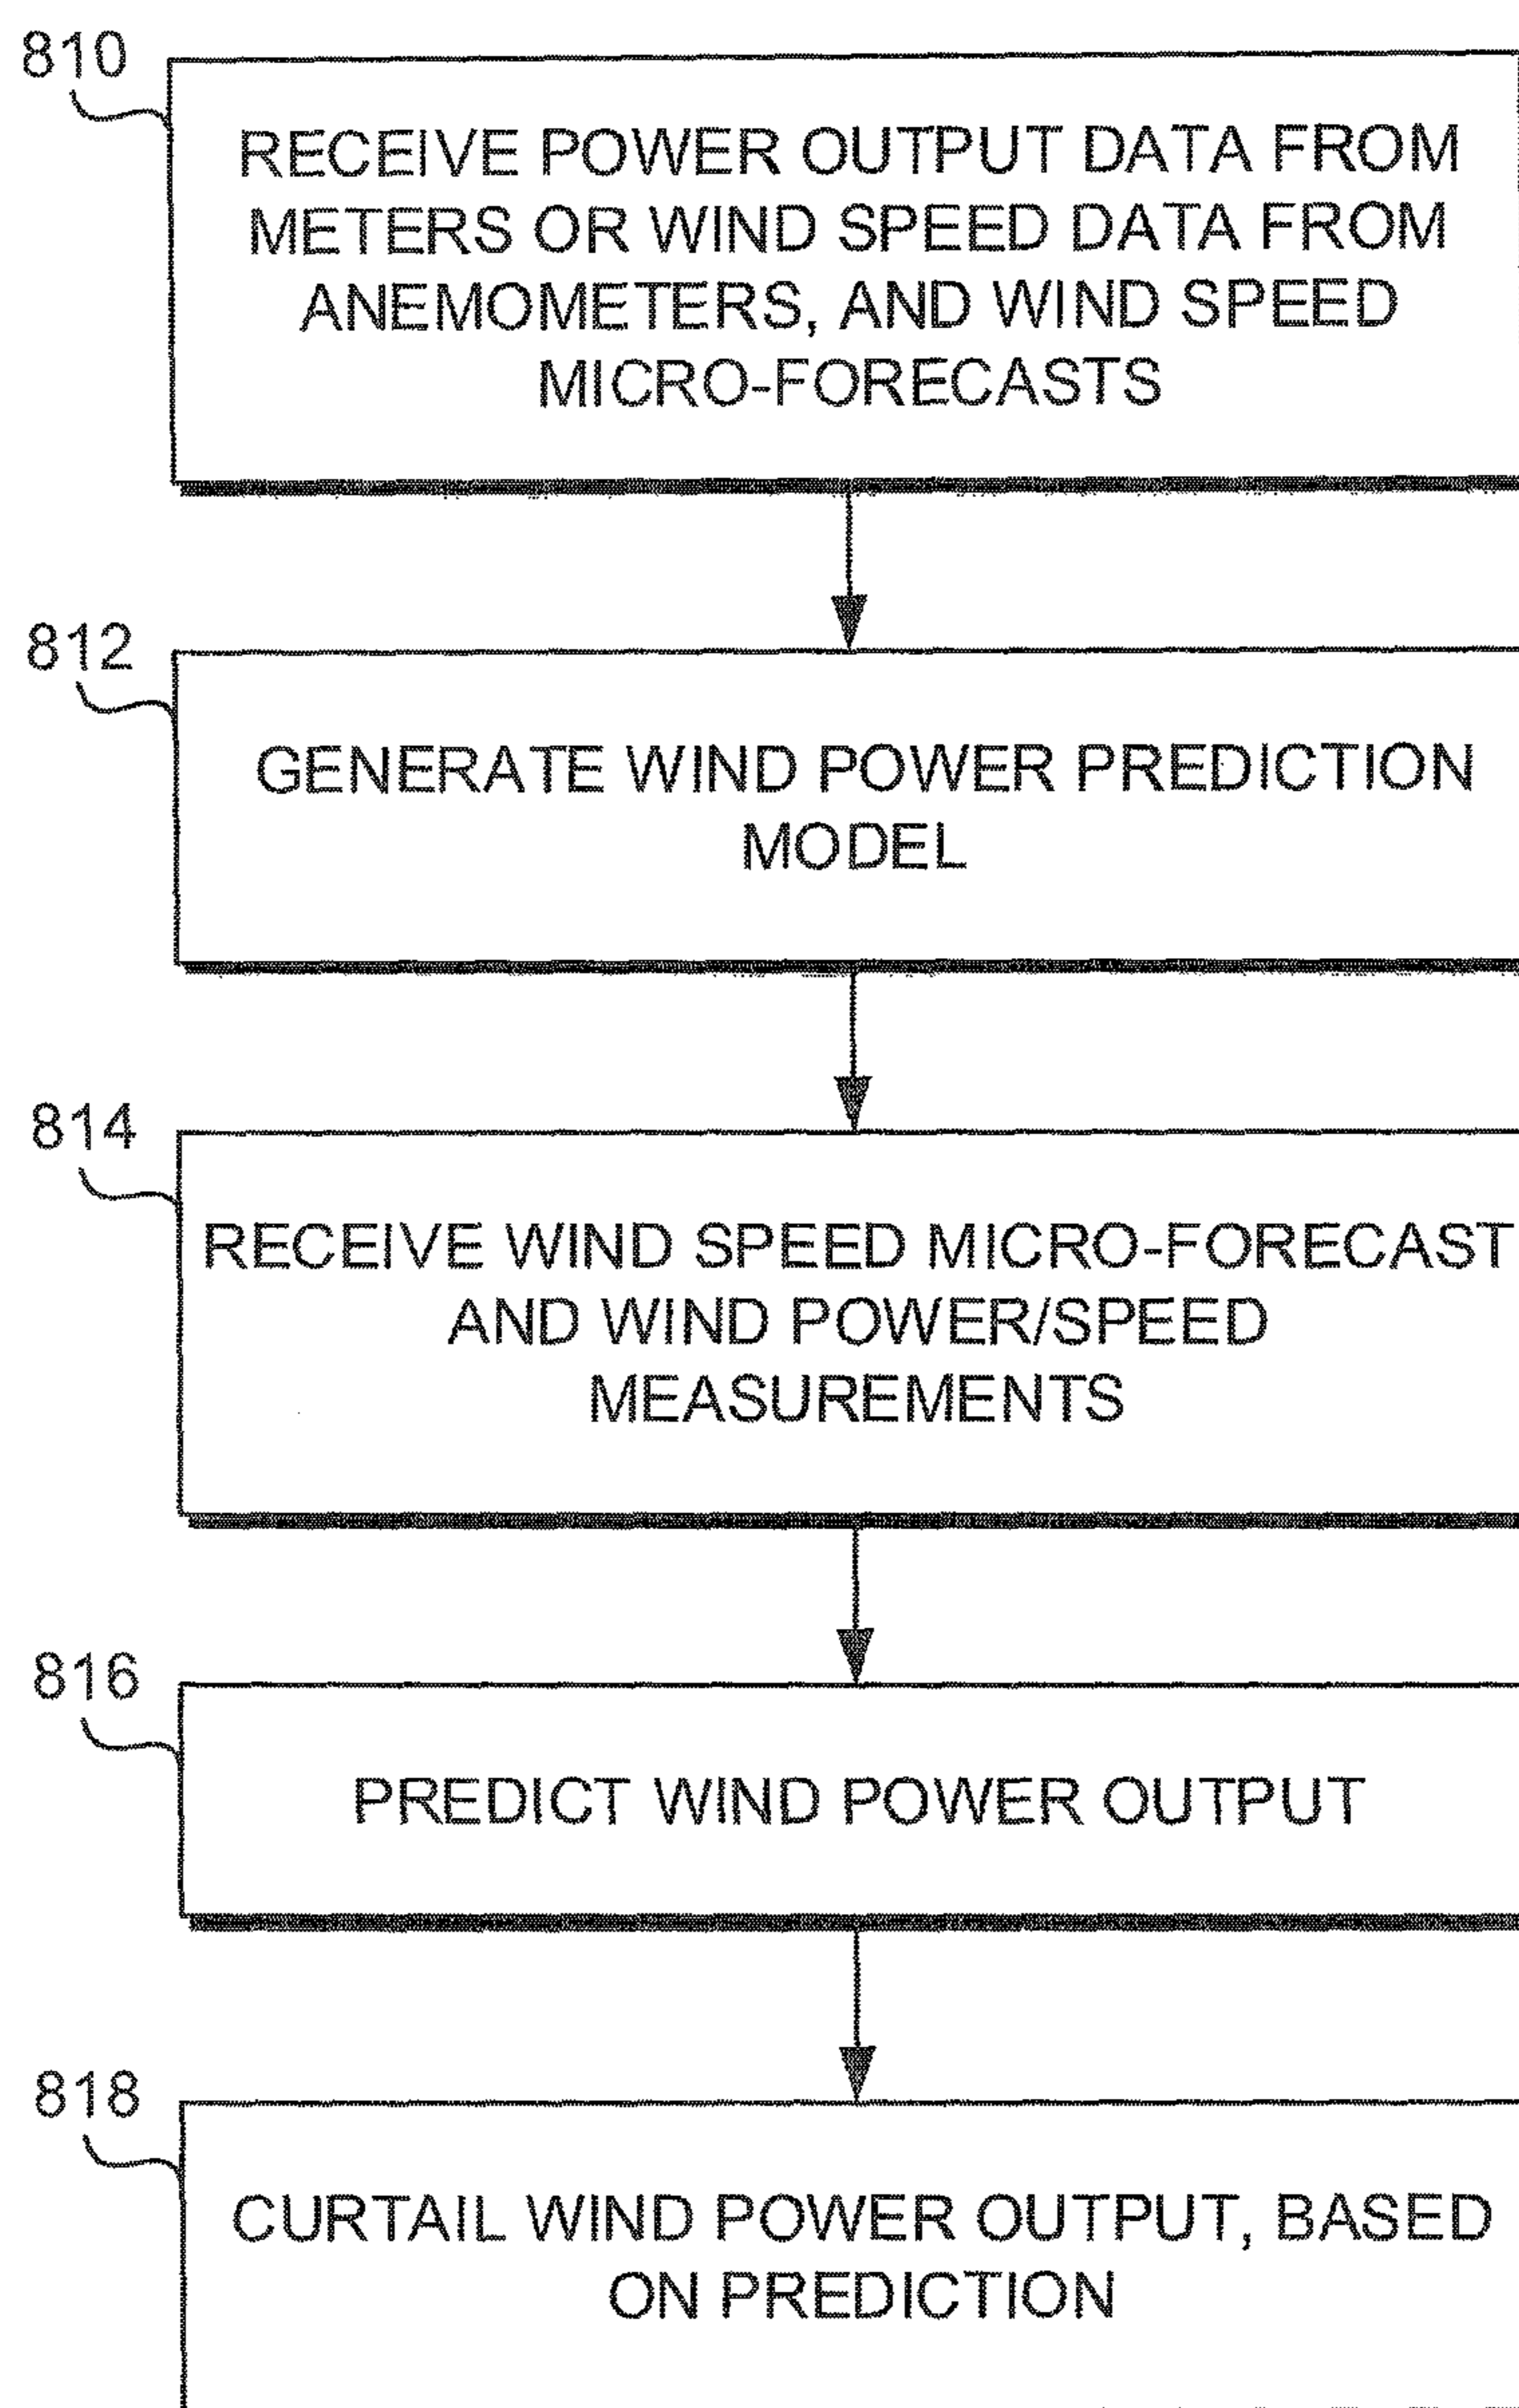 810
RECEIVE POWER OUTPUT DATA FROM
METERS OR WIND SPEED DATA FROM
ANEMOMETERS, AND WIND SPEED
MICRO-FORECASTS
812
GENERATE WIND POWER PREDICTION
MODEL
814
RECEIVE WIND SPEED MICRO-FORECAST
AND WIND POWER/SPEED
MEASUREMENTS
816
PREDICT WIND POWER OUTPUT
818
CURTAIL WIND POWER OUTPUT, BASED
ON PREDICTION